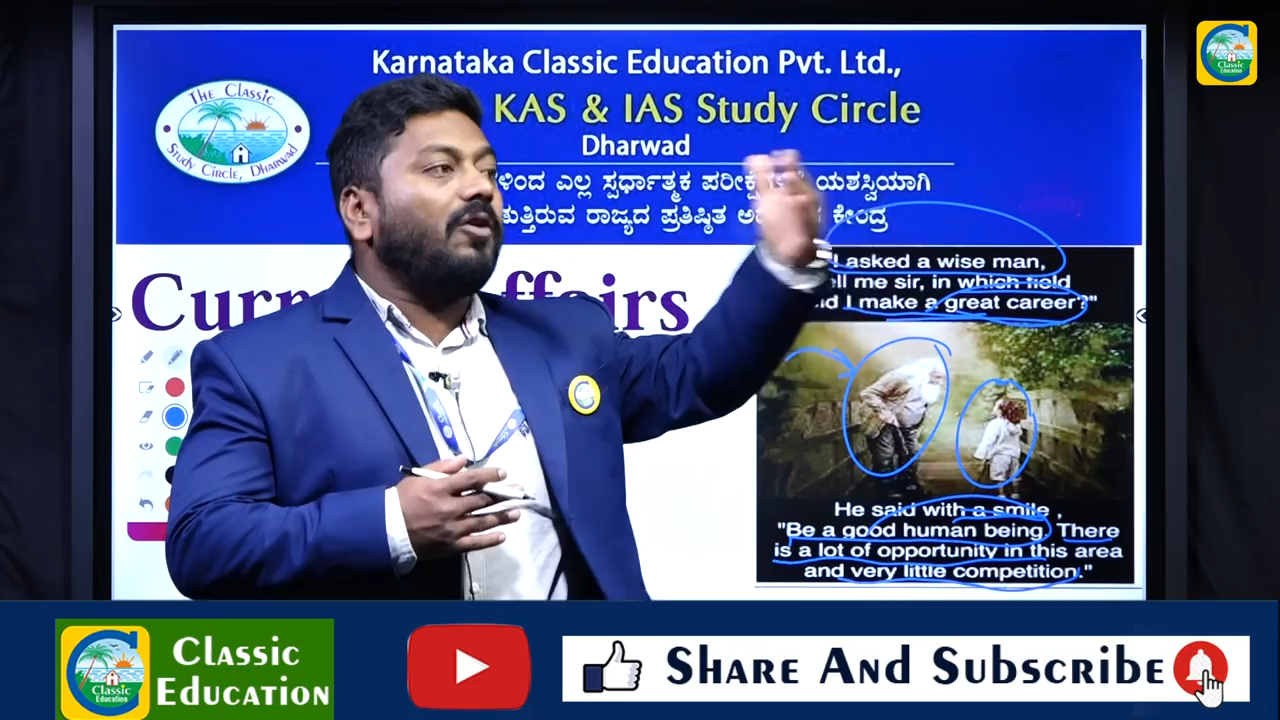 Karnataka Classic Education Pvt. Ltd.,
KAS & IAS Study Circle
Dharwad
ಎಲ್ಲ ಸ್ಪರ್ಧಾತ್ಮಕ ಯಶಸ್ವಿಯಾಗಿ
ರಾಜ್ಯದ ಪ್ರತಿಷ್ಠಿತ ಕೇಂದ್ರ
The Classic
Study Circle, Dharwad
Classic
Education
I asked a wise man,
me sir, in which field
I make a great career?"
He said with a smile ,
"Be a good human being. There
is a lot of opportunity in this area
and very little competition."
Classic
Education
Classic
Education
Share And Subscribe